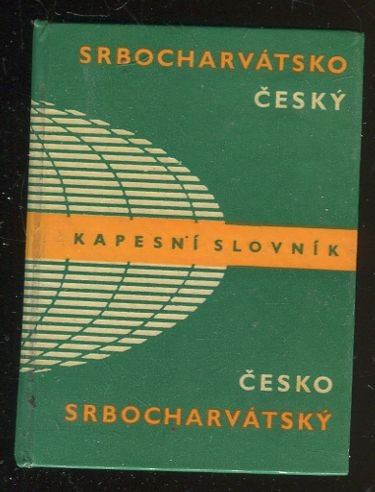 SRBOCHARVÁTSKO
ČESKÝ
KAPESNÍ SLOVNÍK
ČESKO
SRBOCHARVÁTSKÝ